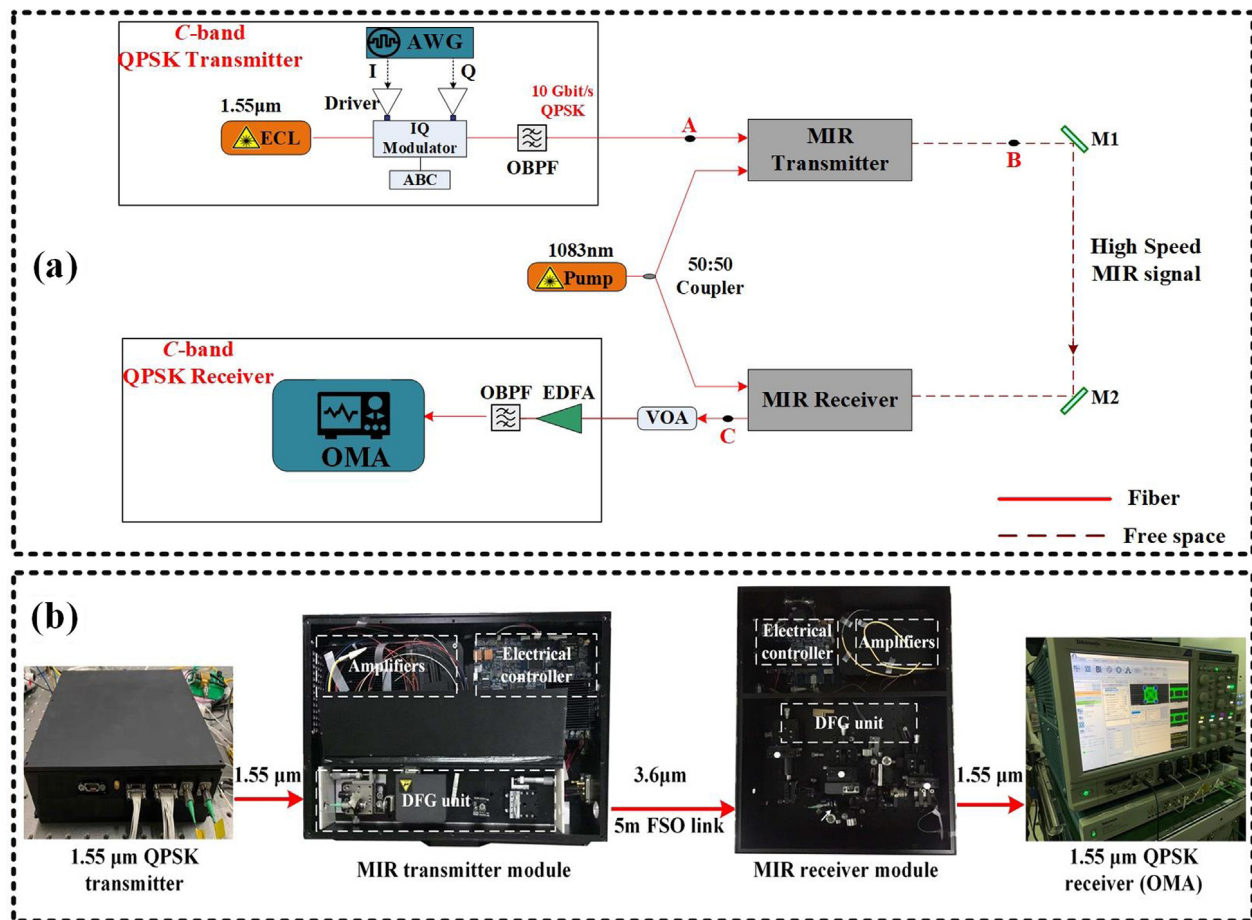 (a)
C-band
QPSK Transmitter
AWG
I
Q
Driver
1.55μm
ECL
IQ
Modulator
ABC
OBPF
10 Gbit/s
QPSK
A
MIR
Transmitter
B
M1
1083nm
Pump
50:50
Coupler
High Speed
MIR signal
C-band
QPSK Receiver
OMA
OBPF
EDFA
VOA
C
MIR Receiver
M2
Fiber
Free space
(b)
1.55 μm QPSK
transmitter
1.55 μm
Amplifiers
Electrical
controller
DFG unit
MIR transmitter module
3.6μm
5m FSO link
Electrical
controller
Amplifiers
DFG unit
MIR receiver module
1.55 μm
1.55 μm QPSK
receiver (OMA)